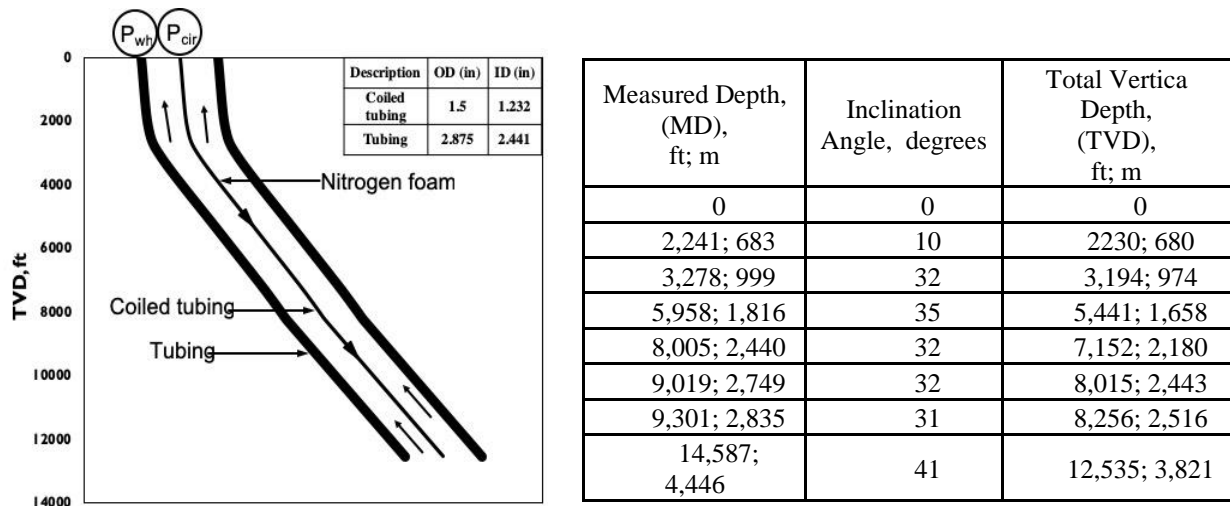 P_wh P_cir
0
2000
4000
6000
8000
10000
12000
14000
TVD, ft
Description OD (in) ID (in)
Coiled
tubing 1.5 1.232
Tubing 2.875 2.441
Nitrogen foam
Coiled tubing
Tubing
Measured Depth,
(MD),
ft; m
Inclination
Angle, degrees
Total Vertica
Depth,
(TVD),
ft; m
0 0 0
2,241; 683 10 2230; 680
3,278; 999 32 3,194; 974
5,958; 1,816 35 5,441; 1,658
8,005; 2,440 32 7,152; 2,180
9,019; 2,749 32 8,015; 2,443
9,301; 2,835 31 8,256; 2,516
14,587;
4,446 41 12,535; 3,821